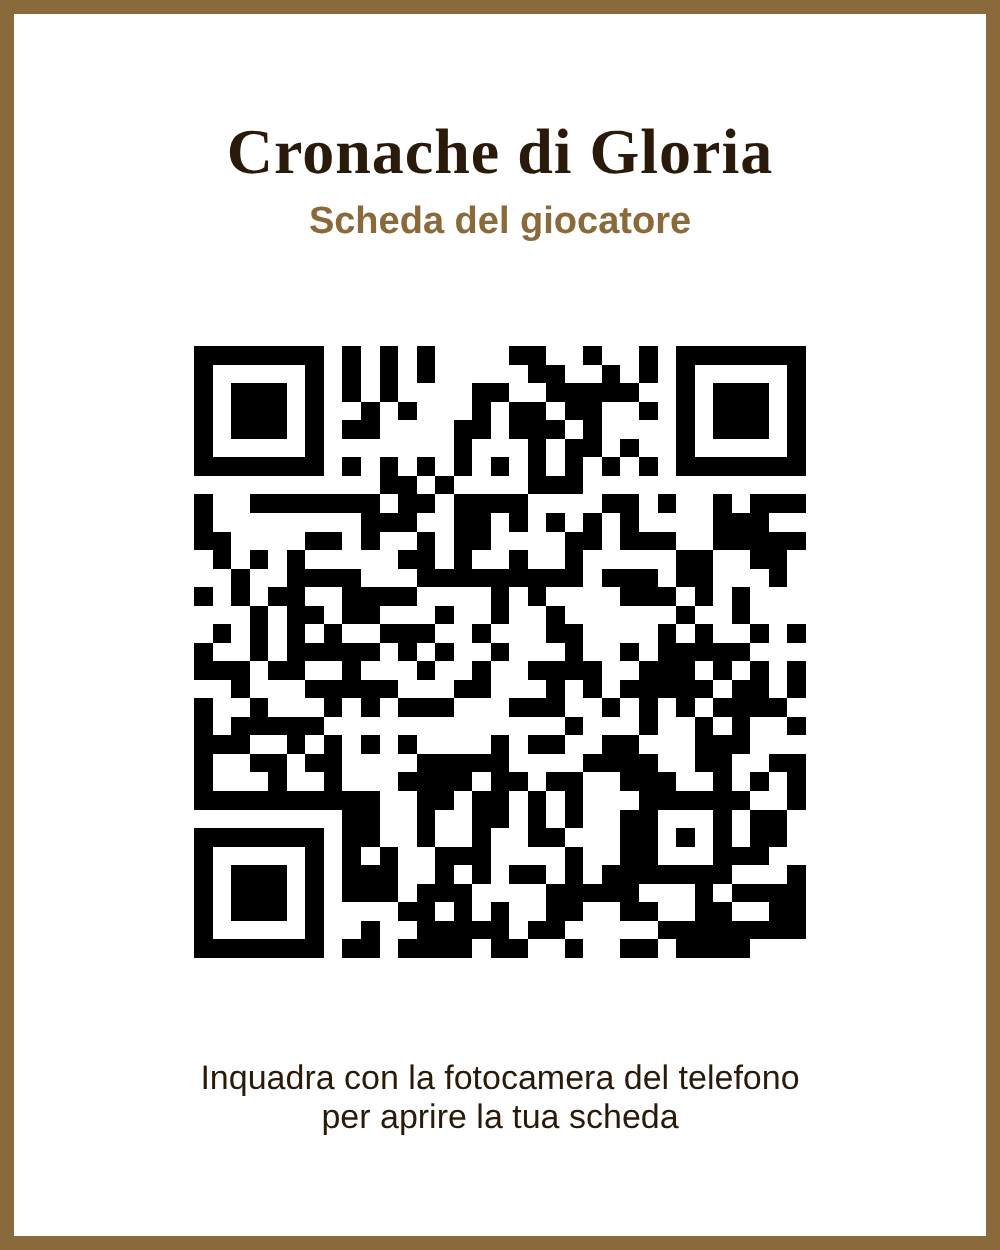 Cronache di Gloria
Scheda del giocatore
Inquadra con la fotocamera del telefono
per aprire la tua scheda